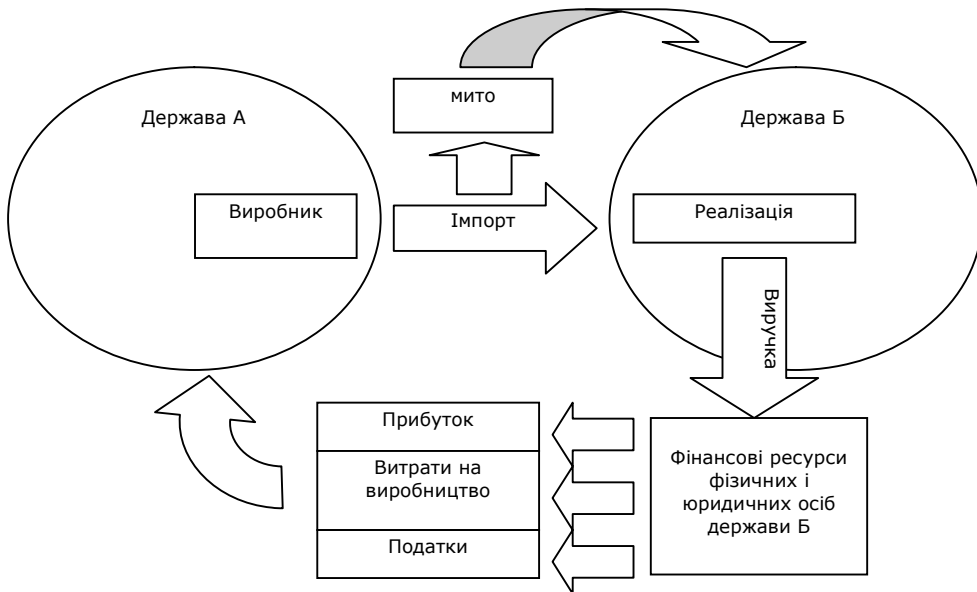 мито
Держава А
Держава Б
Виробник
Імпорт
Реалізація
Виручка
Прибуток
Витрати на
виробництво
Податки
Фінансові ресурси
фізичних і
юридичних осіб
держави Б